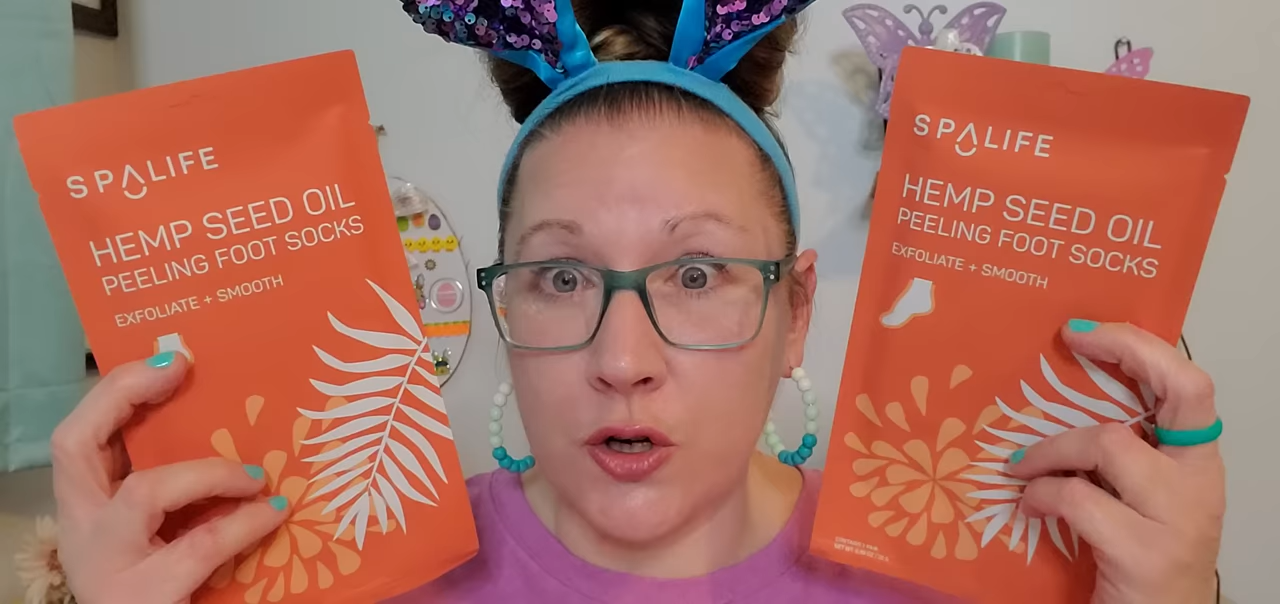 SPALIFE
HEMP SEED OIL
PEELING FOOT SOCKS
EXFOLIATE + SMOOTH
SPALIFE
HEMP SEED OIL
PEELING FOOT SOCKS
EXFOLIATE + SMOOTH